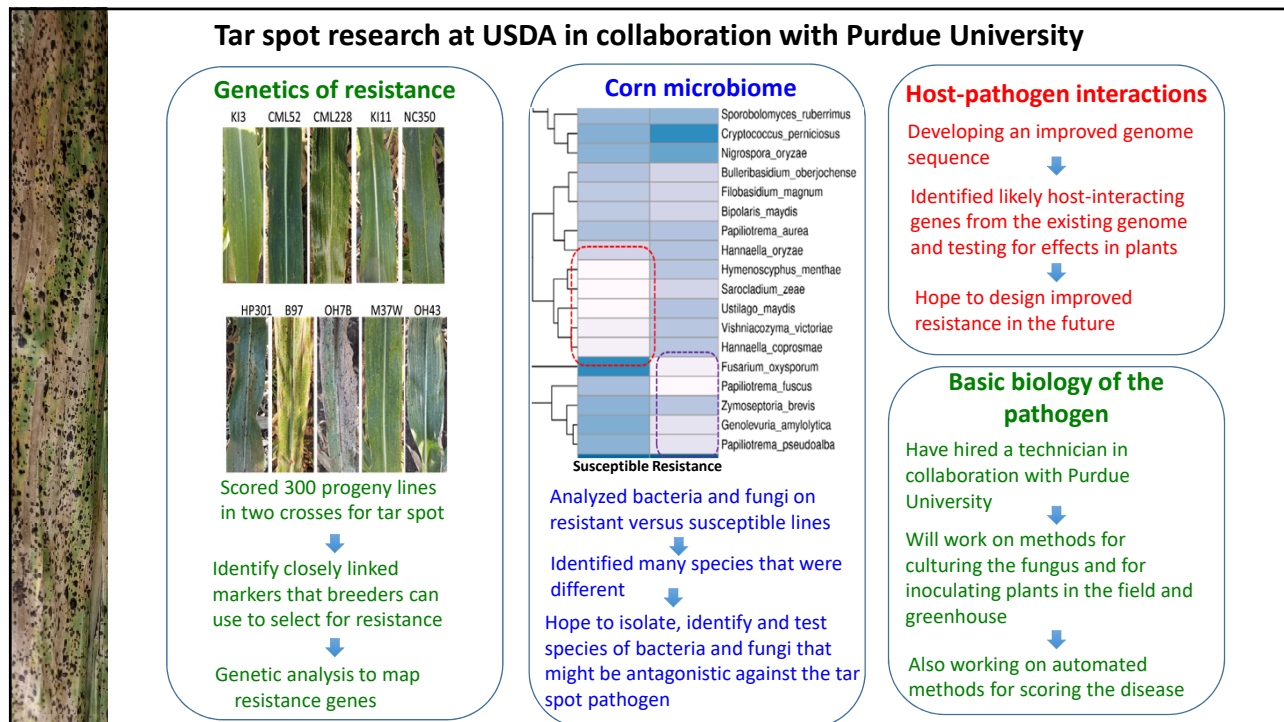 Tar spot research at USDA in collaboration with Purdue University
Genetics of resistance
KI3 CML52 CML228 KI11 NC350
HP301 B97 OH7B M37W OH43
Scored 300 progeny lines
in two crosses for tar spot
Identify closely linked
markers that breeders can
use to select for resistance
Genetic analysis to map
resistance genes
Corn microbiome
Sporobolomyces_ruberrimus
Cryptococcus_perniciosus
Nigrospora_oryzae
Bulleribasidium_oberjochense
Filobasidium_magnum
Bipolaris_maydis
Papiliotrema_aurea
Hannaella_oryzae
Hymenoscyphus_menthae
Sarocladium_zeae
Ustilago_maydis
Vishniacozyma_victoriae
Hannaella_coprosmae
Fusarium_oxysporum
Papiliotrema_fuscus
Zymoseptoria_brevis
Genolevuria_amylolytica
Papiliotrema_pseudoalba
Susceptible Resistance
Analyzed bacteria and fungi on
resistant versus susceptible lines
Identified many species that were
different
Hope to isolate, identify and test
species of bacteria and fungi that
might be antagonistic against the tar
spot pathogen
Host-pathogen interactions
Developing an improved genome
sequence
Identified likely host-interacting
genes from the existing genome
and testing for effects in plants
Hope to design improved
resistance in the future
Basic biology of the
pathogen
Have hired a technician in
collaboration with Purdue
University
Will work on methods for
culturing the fungus and for
inoculating plants in the field and
greenhouse
Also working on automated
methods for scoring the disease